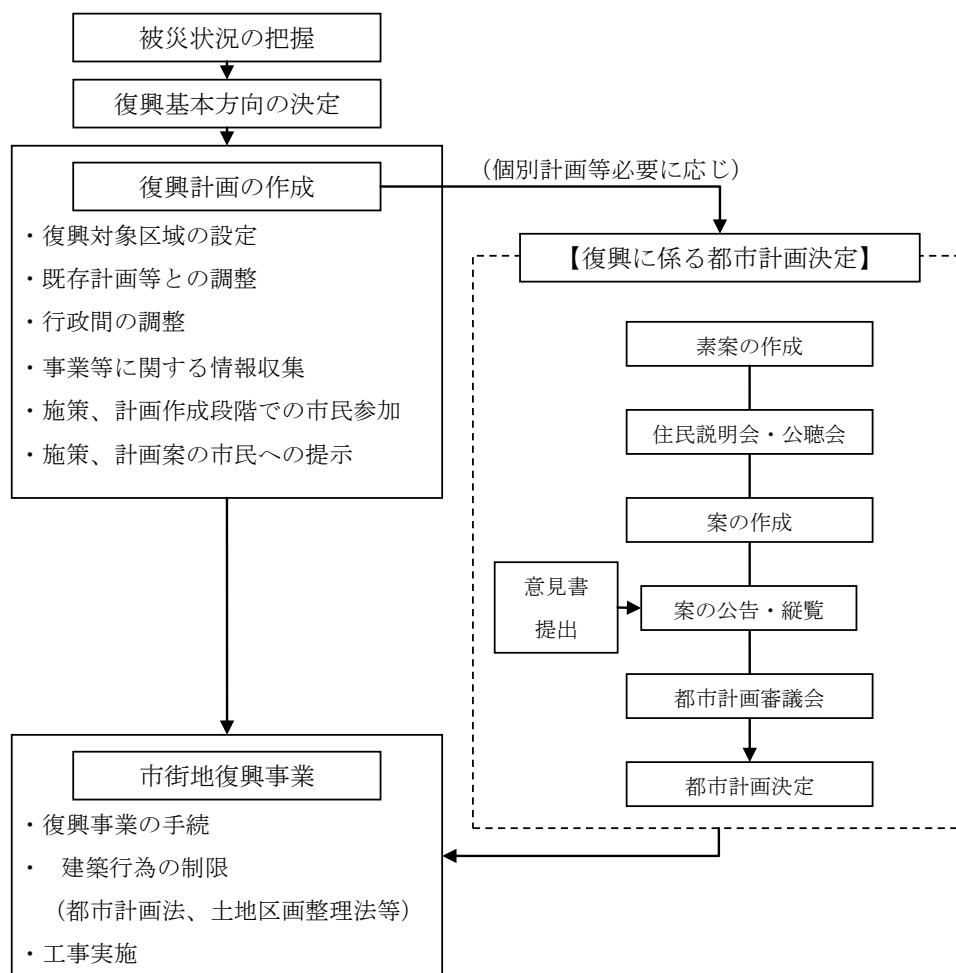 被災状況の把握
復興基本方向の決定
復興計画の作成
・復興対象区域の設定
・既存計画等との調整
・行政間の調整
・事業等に関する情報収集
・施策、計画作成段階での市民参加
・施策、計画案の市民への提示
（個別計画等必要に応じ）
【復興に係る都市計画決定】
素案の作成
住民説明会・公聴会
案の作成
意見書
提出
案の公告・縦覧
都市計画審議会
都市計画決定
市街地復興事業
・復興事業の手続
・　建築行為の制限
（都市計画法、土地区画整理法等）
・工事実施